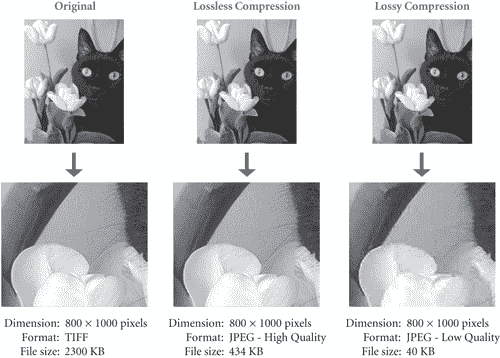 Original
Lossless Compression
Lossy Compression
Dimension: 800 × 1000 pixels
Format: TIFF
File size: 2300 KB
Dimension: 800 × 1000 pixels
Format: JPEG - High Quality
File size: 434 KB
Dimension: 800 × 1000 pixels
Format: JPEG - Low Quality
File size: 40 KB